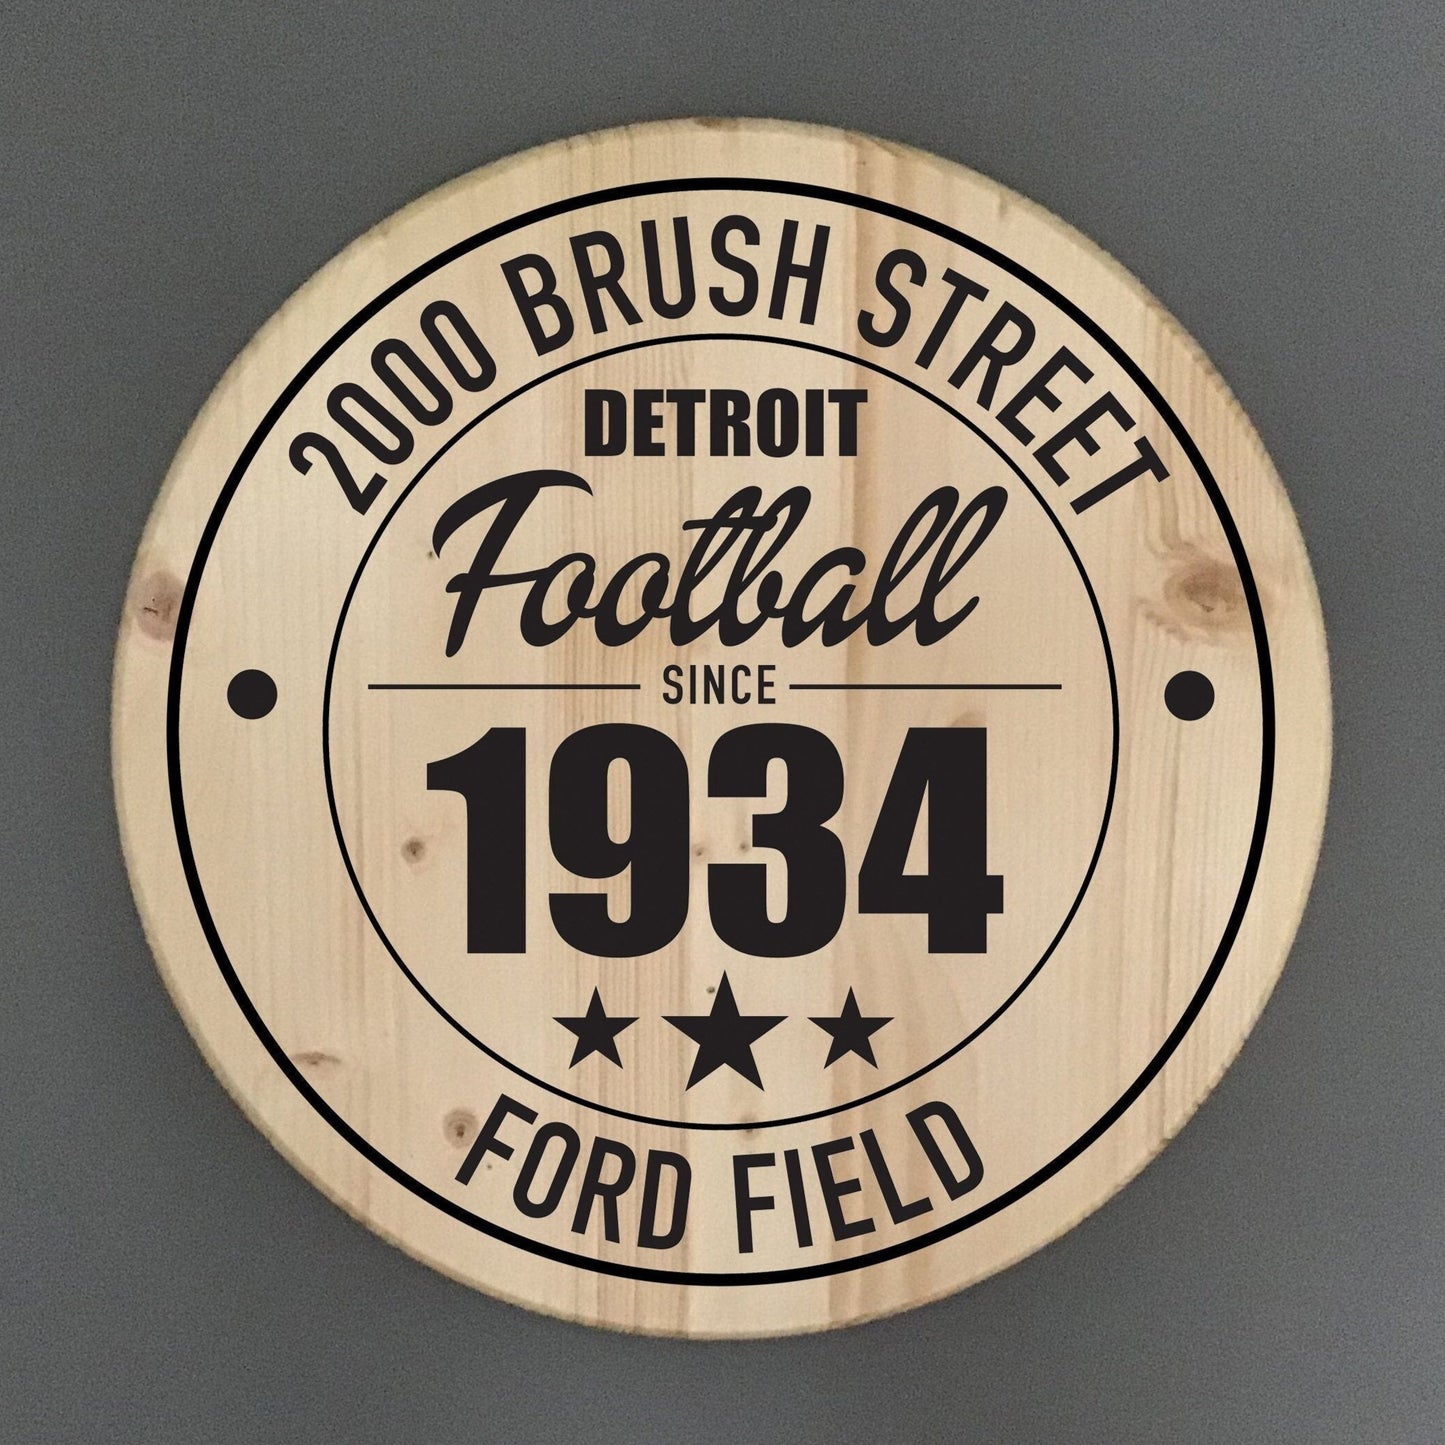 2000 BRUSH STREET
DETROIT
Football
SINCE
1934
FORD FIELD